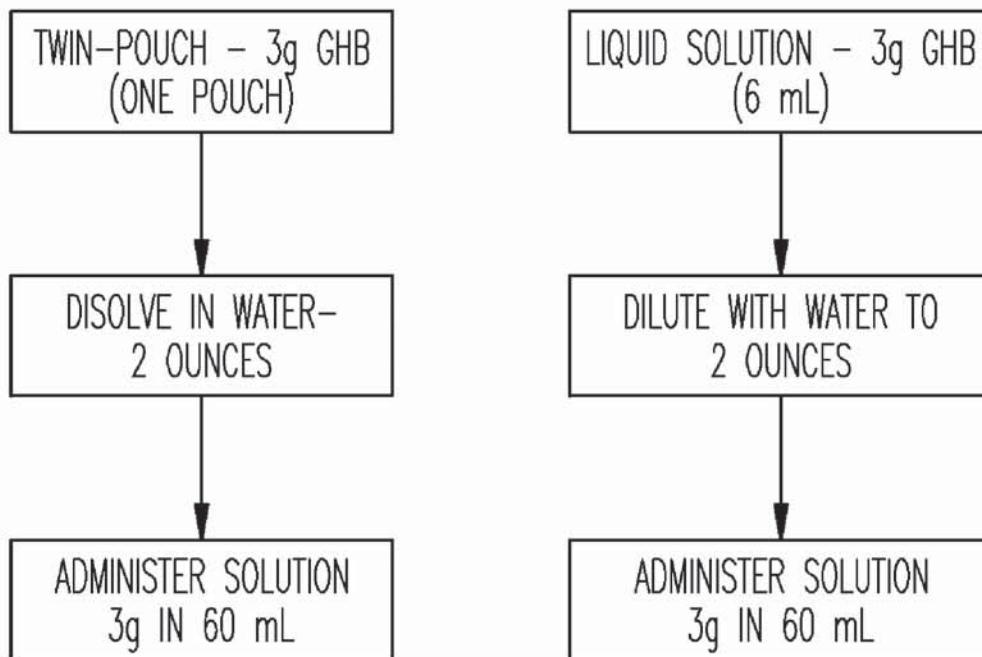 TWIN-POUCH - 3g GHB
(ONE POUCH)
DISOLVE IN WATER-
2 OUNCES
ADMINISTER SOLUTION
3g IN 60 mL
LIQUID SOLUTION - 3g GHB
(6 mL)
DILUTE WITH WATER TO
2 OUNCES
ADMINISTER SOLUTION
3g IN 60 mL